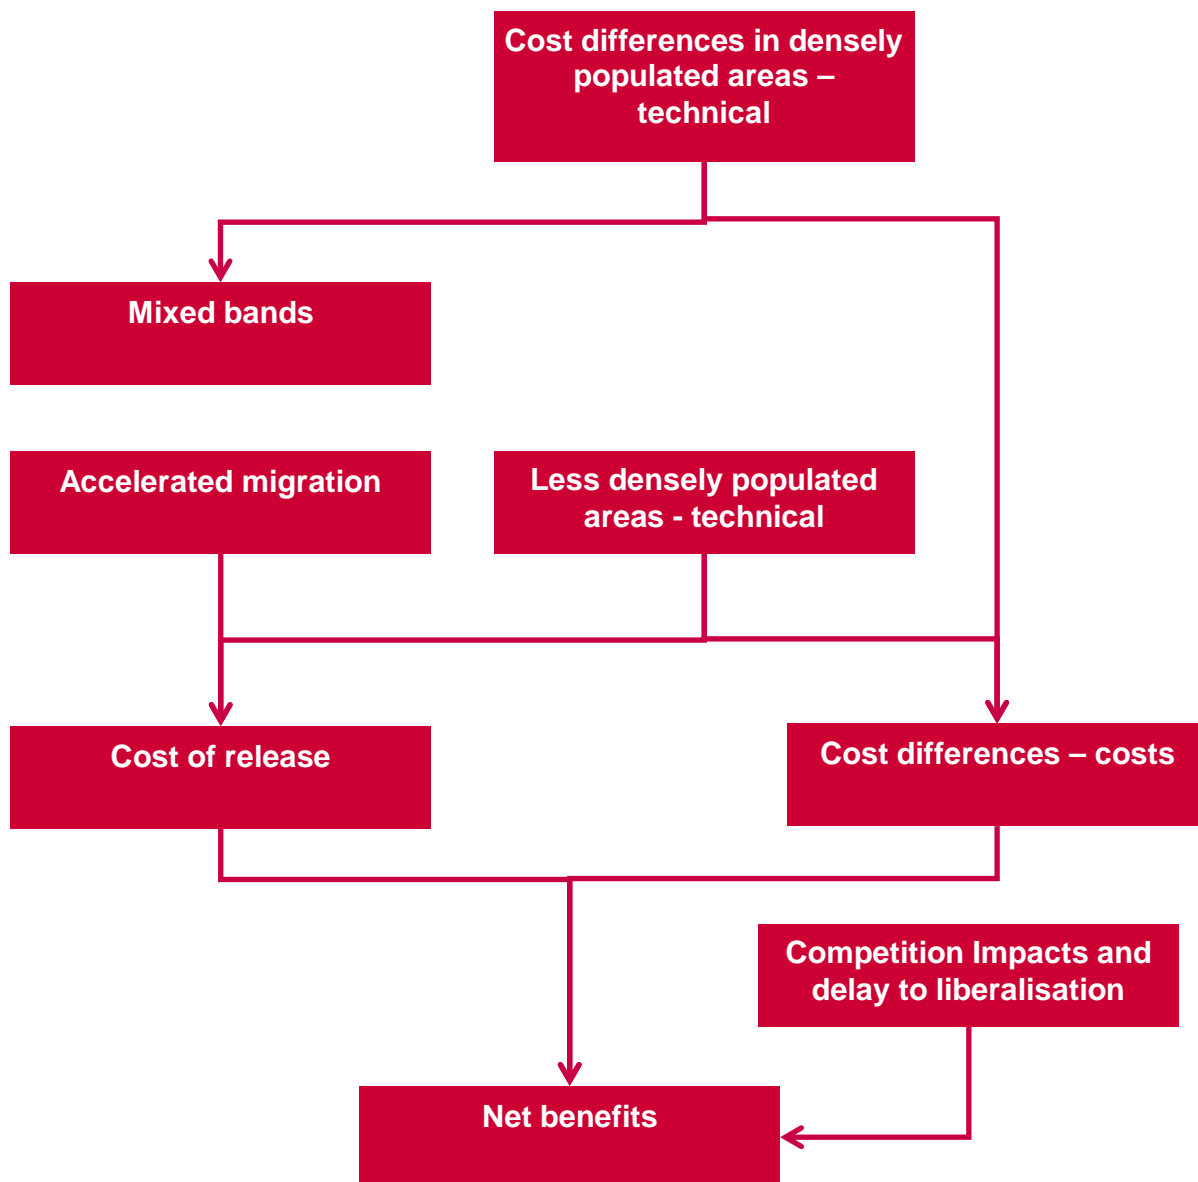 Cost differences in densely
populated areas –
technical
Mixed bands
Accelerated migration
Less densely populated
areas - technical
Cost of release
Cost differences – costs
Competition Impacts and
delay to liberalisation
Net benefits